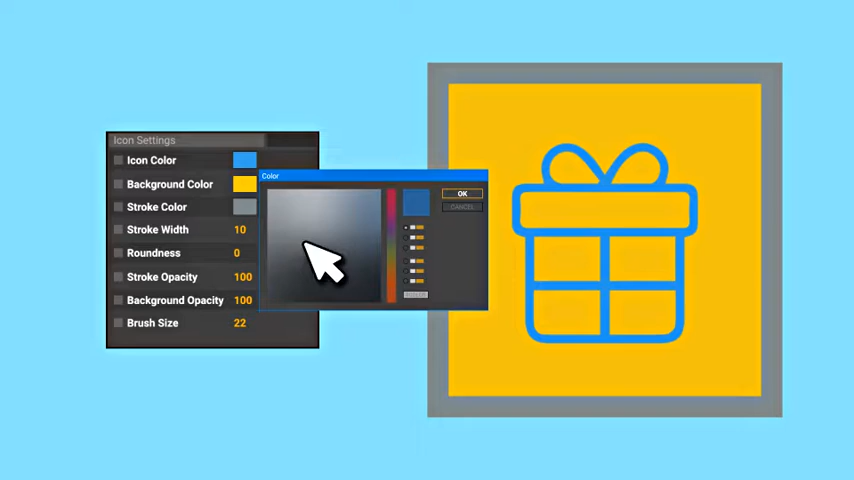 Icon Settings
Icon Color
Background Color
Stroke Color
Stroke Width 10
Roundness 0
Stroke Opacity 100
Background Opacity 100
Brush Size 22
Color
OK
CANCEL